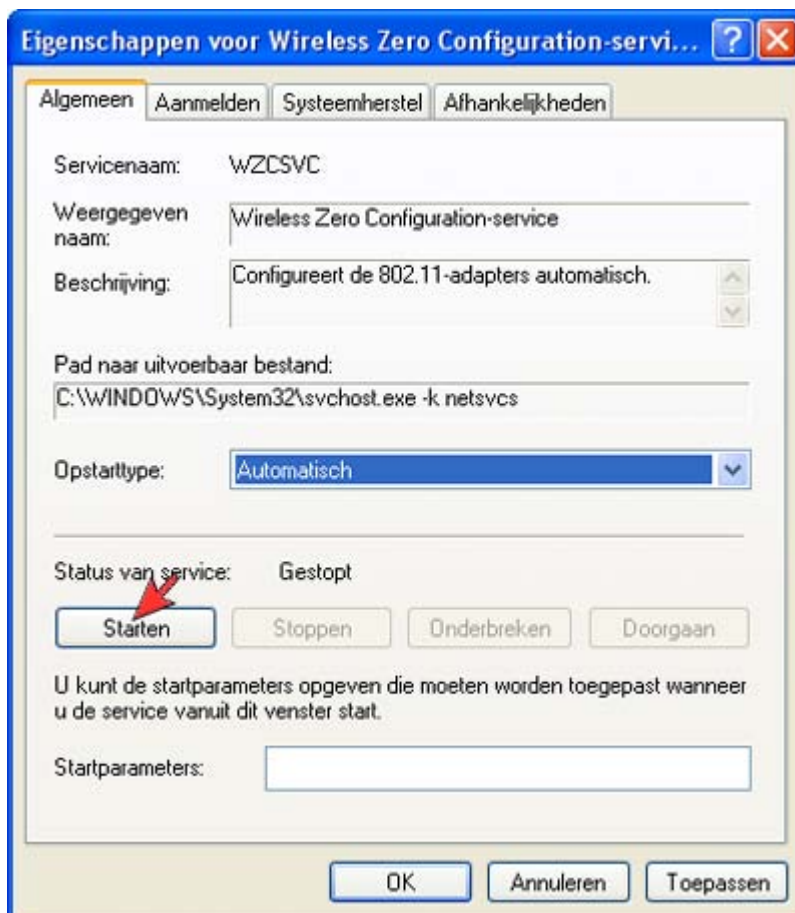 Eigenschappen voor Wireless Zero Configuration-servi...
Algemeen Aanmelden Systeemherstel Afhankelijkheden
Servicenaam: WZCSVC
Weergegeven
naam: Wireless Zero Configuration-service
Beschrijving: Configureert de 802.11-adapters automatisch.
Pad naar uitvoerbaar bestand:
C:\WINDOWS\System32\svchost.exe -k netsvcs
Opstarttype: Automatisch
Status van service: Gestopt
Starten Stoppen Onderbreken Doorgaan
U kunt de startparameters opgeven die moeten worden toegepast wanneer
u de service vanuit dit venster start.
Startparameters:
OK Annuleren Toepassen